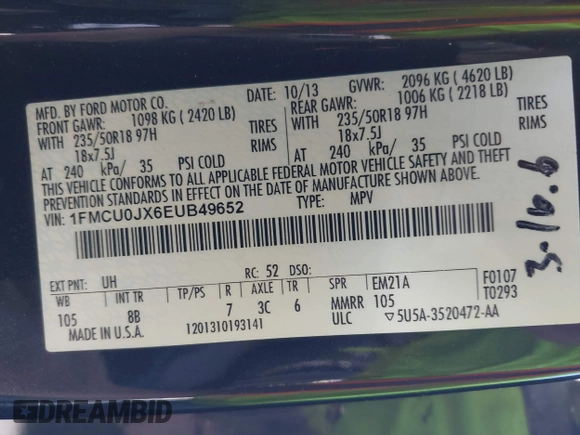 MFD. BY FORD MOTOR CO.
DATE: 10/13 GVWR: 2096 KG ( 4620 LB)
FRONT GAWR: 1098 KG ( 2420 LB)
REAR GAWR: 1006 KG ( 2218 LB)
WITH 235/50R18 97H TIRES
WITH 235/50R18 97H TIRES
18x7.5J RIMS
18x7.5J RIMS
AT 240 kPa/ 35 PSI COLD
AT 240 kPa/ 35 PSI COLD
THIS VEHICLE CONFORMS TO ALL APPLICABLE FEDERAL MOTOR VEHICLE SAFETY AND THEFT
PREVENTION STANDARDS IN EFFECT ON THE DATE OF MANUFACTURE SHOWN ABOVE.
VIN: 1FMCU0JX6EUB49652 TYPE: MPV
EXT PNT: UH RC: 52 DSO:
WB INT TR TP/PS R AXLE TR SPR EM21A F0107
105 8B 7 3C 6 MMRR 105 T0293
MADE IN U.S.A. 1201310193141 ULC ▽5U5A-3520472-AA
3-16.6
DREAMBID